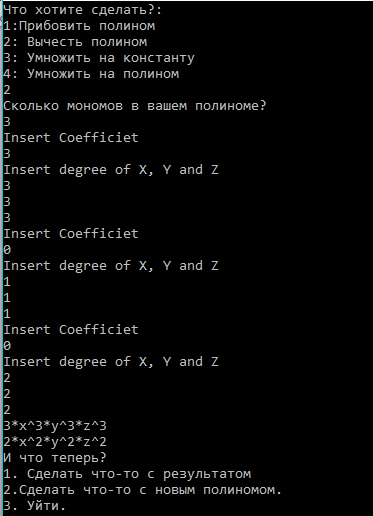 Что хотите сделать?:
1:Прибовить полином
2: Вычесть полином
3: Умножить на константу
4: Умножить на полином
2
Сколько мономов в вашем полиноме?
3
Insert Coefficiet
3
Insert degree of X, Y and Z
3
3
3
Insert Coefficiet
0
Insert degree of X, Y and Z
1
1
1
Insert Coefficiet
0
Insert degree of X, Y and Z
2
2
2
3*x^3*y^3*z^3
2*x^2*y^2*z^2
И что теперь?
1. Сделать что-то с результатом
2.Сделать что-то с новым полиномом.
3. Уйти.